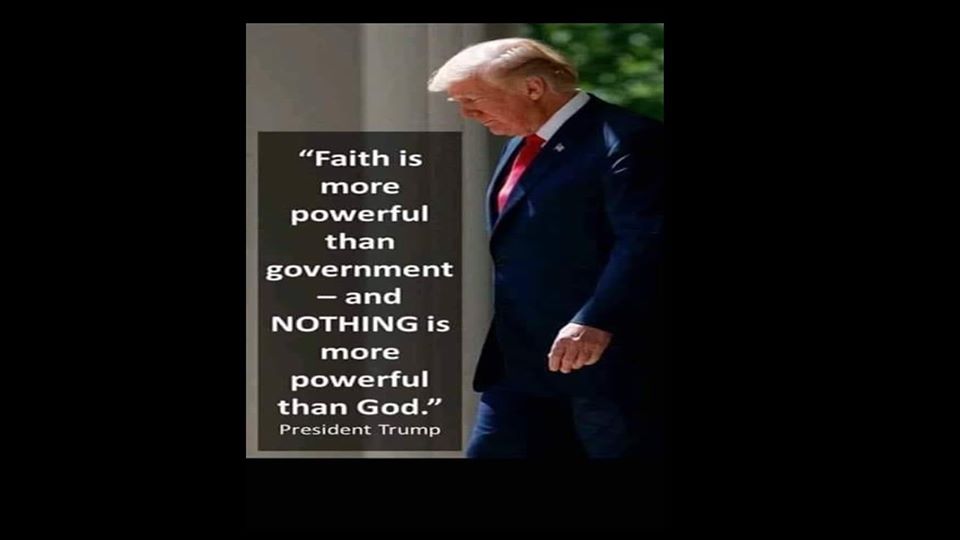 “Faith is
more
powerful
than
government
– and
NOTHING is
more
powerful
than God.”
President Trump